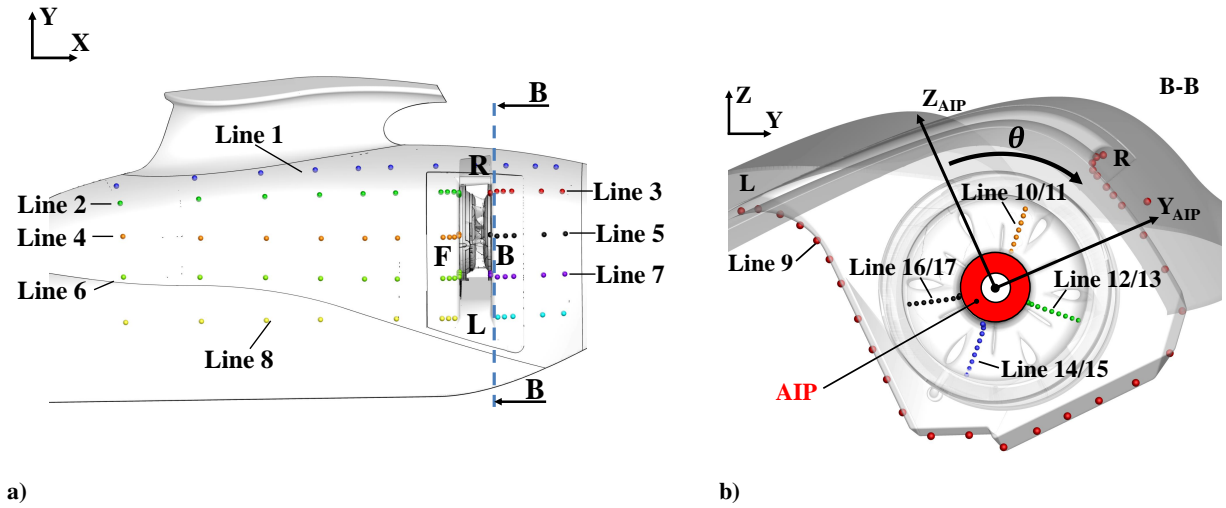 Y
X
B
Line 1
R
Line 2
Line 3
Line 4
F
B
Line 5
Line 6
Line 7
L
Line 8
B
a)
B-B
Z
Y
Z_AIP
θ
R
L
Line 10/11
Y_AIP
Line 9
Line 16/17
Line 12/13
Line 14/15
AIP
b)